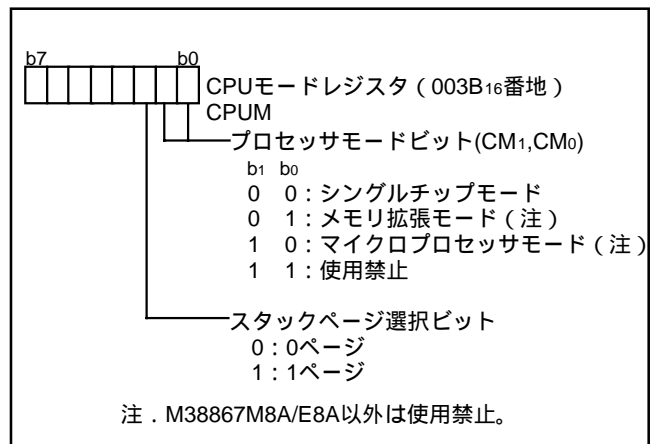 b7 b0
CPUモードレジスタ（003B16番地）
CPUM
プロセッサモードビット(CM1,CM0)
b1 b0
0 0：シングルチップモード
0 1：メモリ拡張モード（注）
1 0：マイクロプロセッサモード（注）
1 1：使用禁止
スタックページ選択ビット
0：0ページ
1：1ページ
注．M38867M8A/E8A以外は使用禁止。